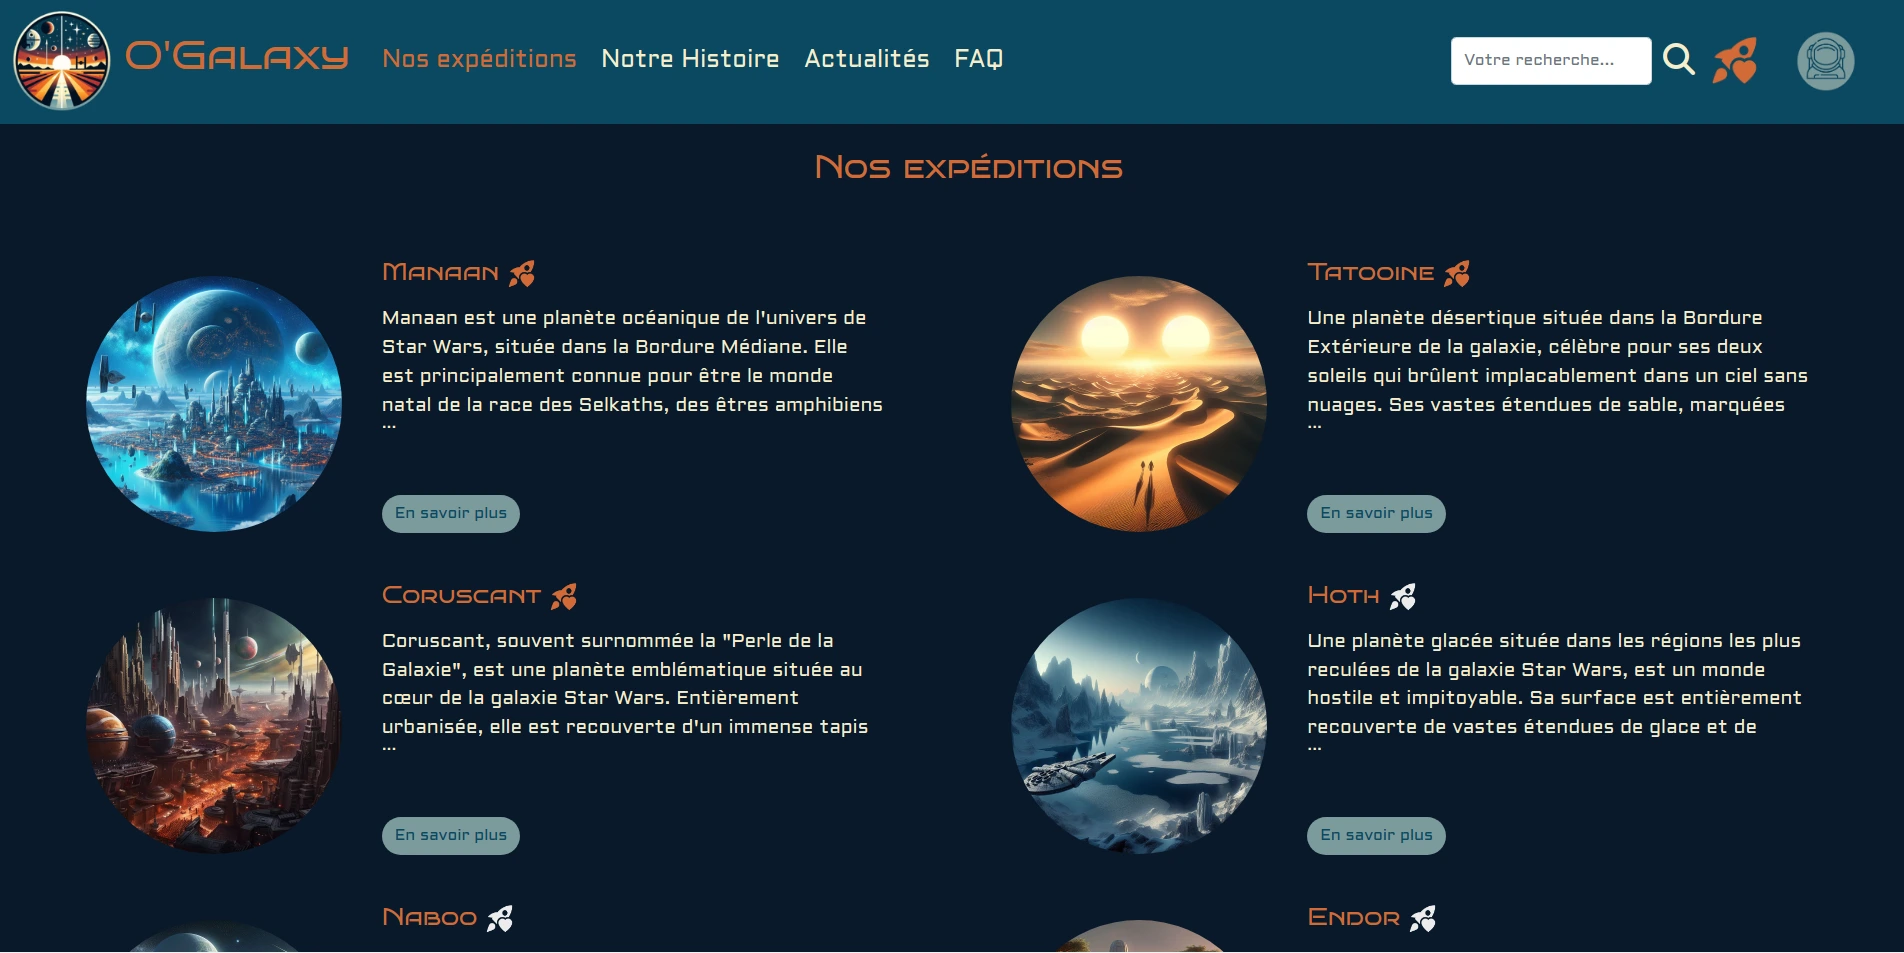 O'Galaxy Nos expéditions Notre Histoire Actualités FAQ Votre recherche...
Nos expéditions
Manaan
Manaan est une planète océanique de l'univers de
Star Wars, située dans la Bordure Médiane. Elle
est principalement connue pour être le monde
natal de la race des Selkaths, des êtres amphibiens
...
En savoir plus
Tatooine
Une planète désertique située dans la Bordure
Extérieure de la galaxie, célèbre pour ses deux
soleils qui brûlent implacablement dans un ciel sans
nuages. Ses vastes étendues de sable, marquées
...
En savoir plus
Coruscant
Coruscant, souvent surnommée la "Perle de la
Galaxie", est une planète emblématique située au
cœur de la galaxie Star Wars. Entièrement
urbanisée, elle est recouverte d'un immense tapis
...
En savoir plus
Hoth
Une planète glacée située dans les régions les plus
reculées de la galaxie Star Wars, est un monde
hostile et impitoyable. Sa surface est entièrement
recouverte de vastes étendues de glace et de
...
En savoir plus
Naboo
Endor